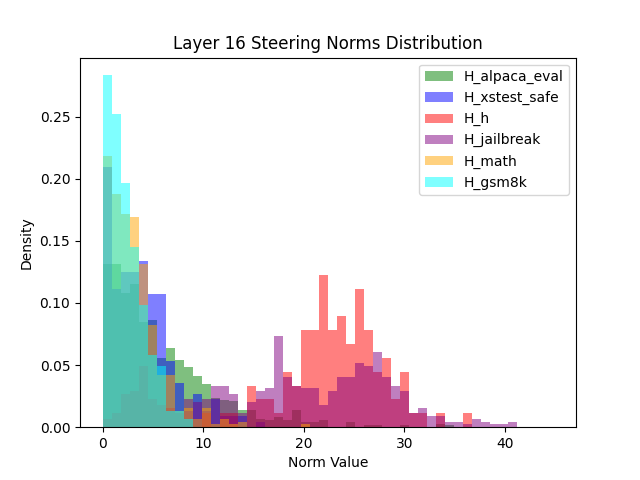 Layer 16 Steering Norms Distribution
H_alpaca_eval
H_xstest_safe
H_h
H_jailbreak
H_math
H_gsm8k
0.25
0.20
0.15
0.10
0.05
0.00
Density
0 10 20 30 40
Norm Value